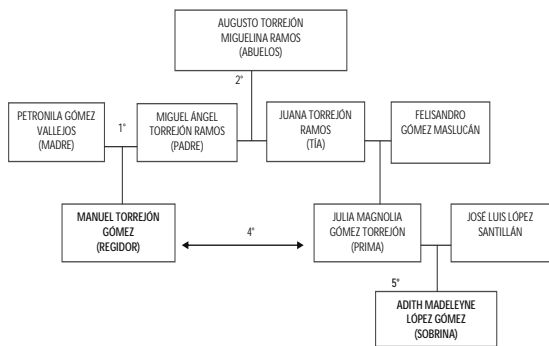 AUGUSTO TORREJÓN
MIGUELINA RAMOS
(ABUELOS)
2°
PETRONILA GÓMEZ
VALLEJOS
(MADRE)
1°
MIGUEL ÁNGEL
TORREJÓN RAMOS
(PADRE)
JUANA TORREJÓN
RAMOS
(TÍA)
FELISANDRO
GÓMEZ MASLUCÁN
MANUEL TORREJÓN
GÓMEZ
(REGIDOR)
4°
JULIA MAGNOLIA
GÓMEZ TORREJÓN
(PRIMA)
JOSÉ LUIS LÓPEZ
SANTILLÁN
5°
ADITH MADELEYNE
LÓPEZ GÓMEZ
(SOBRINA)